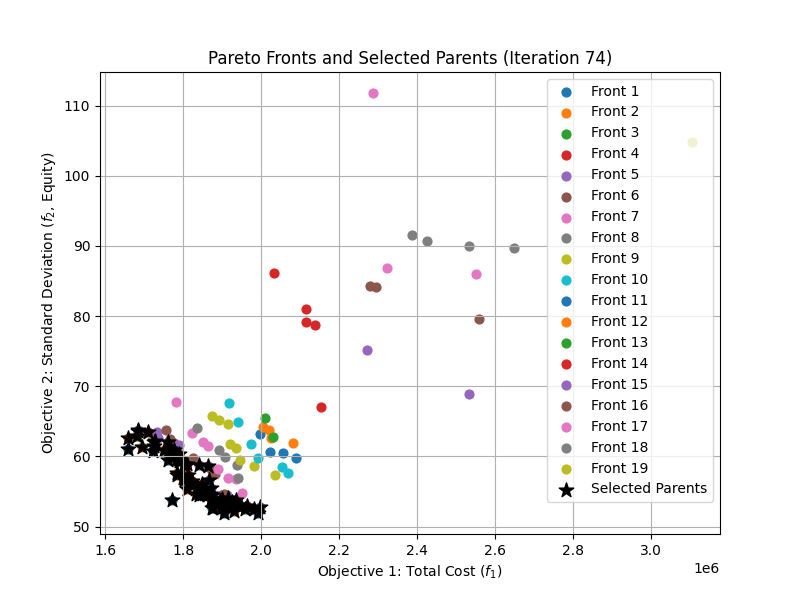 Pareto Fronts and Selected Parents (Iteration 74)
Objective 2: Standard Deviation (f₂, Equity)
110
100
90
80
70
60
50
Front 1
Front 2
Front 3
Front 4
Front 5
Front 6
Front 7
Front 8
Front 9
Front 10
Front 11
Front 12
Front 13
Front 14
Front 15
Front 16
Front 17
Front 18
Front 19
Selected Parents
1.6 1.8 2.0 2.2 2.4 2.6 2.8 3.0
1e6
Objective 1: Total Cost (f₁)